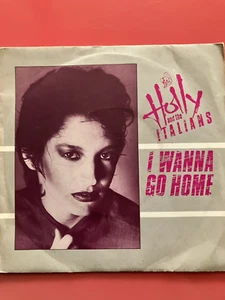 Holly
and the
ITALIANS
I WANNA
GO HOME